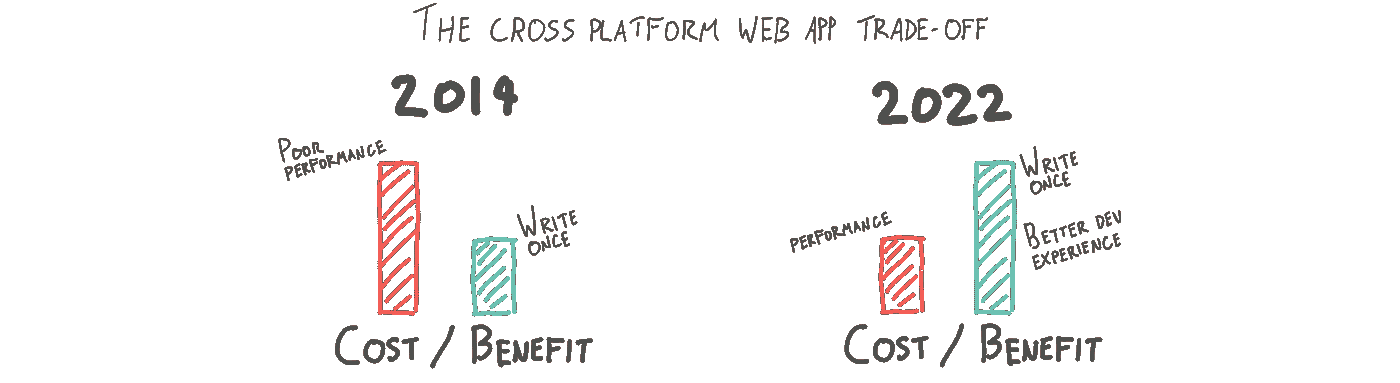 THE CROSS PLATFORM WEB APP TRADE-OFF
2014
POOR
PERFORMANCE
WRITE
ONCE
COST / BENEFIT
2022
PERFORMANCE
WRITE
ONCE
BETTER DEV
EXPERIENCE
COST / BENEFIT